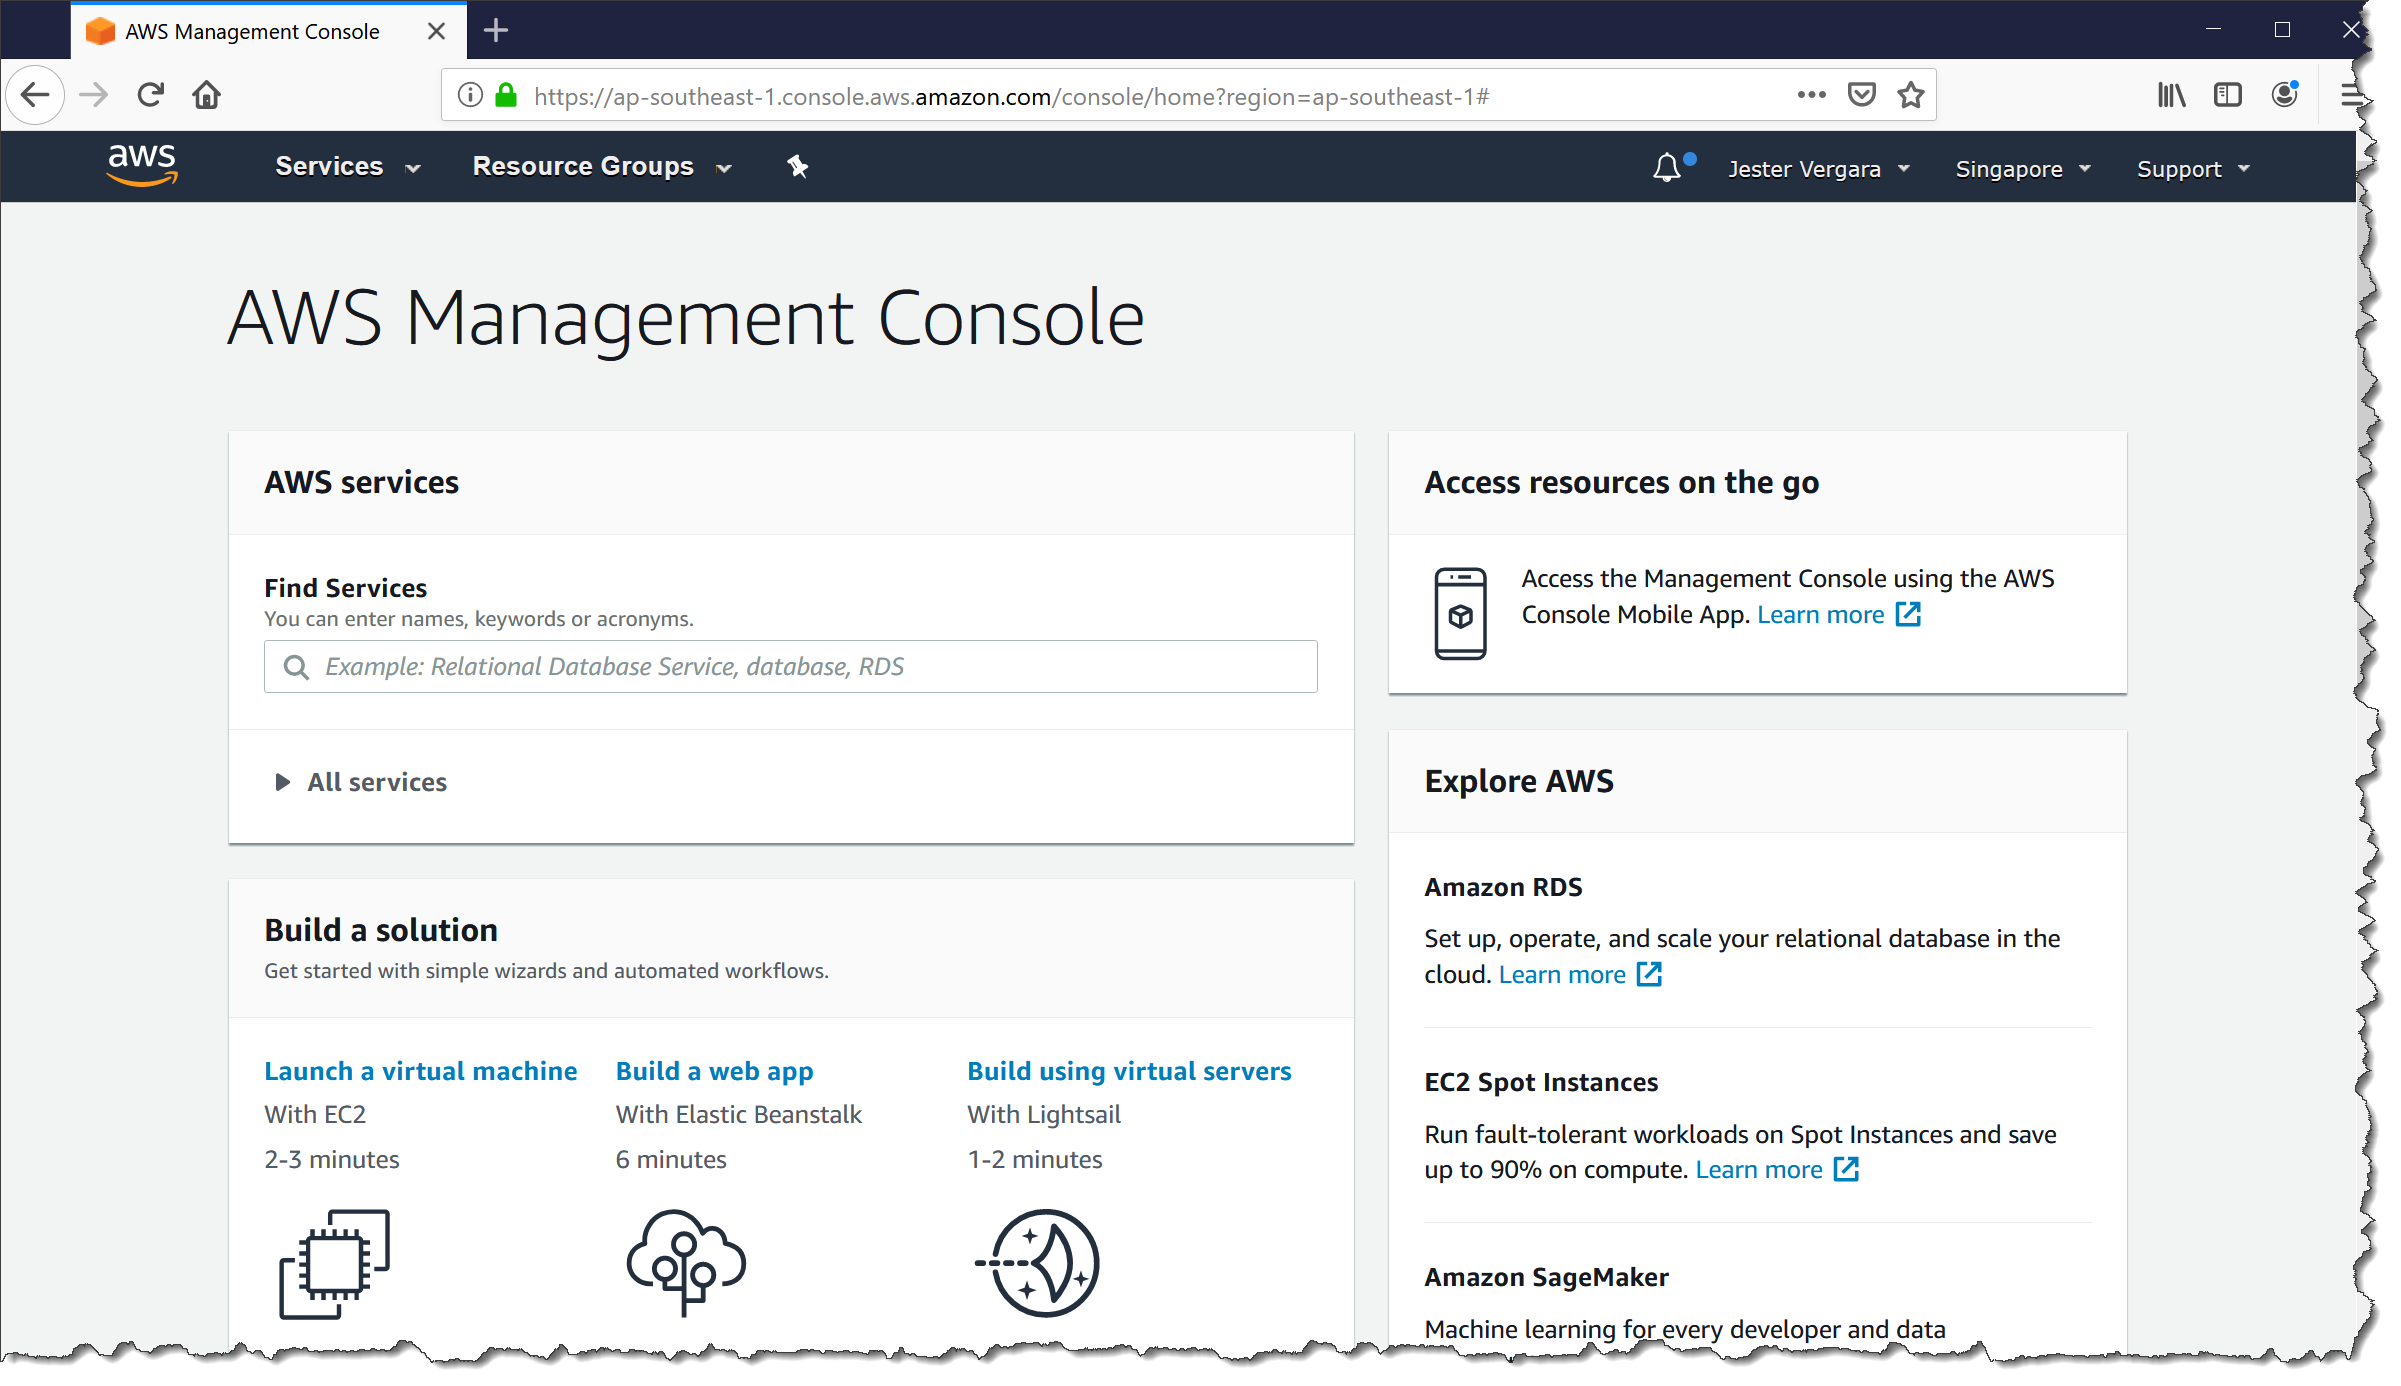 AWS Management Console
https://ap-southeast-1.console.aws.amazon.com/console/home?region=ap-southeast-1#
aws
Services
Resource Groups
Jester Vergara
Singapore
Support
AWS Management Console
AWS services
Find Services
You can enter names, keywords or acronyms.
Example: Relational Database Service, database, RDS
All services
Build a solution
Get started with simple wizards and automated workflows.
Launch a virtual machine
With EC2
2-3 minutes
Build a web app
With Elastic Beanstalk
6 minutes
Build using virtual servers
With Lightsail
1-2 minutes
Access resources on the go
Access the Management Console using the AWS
Console Mobile App. Learn more
Explore AWS
Amazon RDS
Set up, operate, and scale your relational database in the
cloud. Learn more
EC2 Spot Instances
Run fault-tolerant workloads on Spot Instances and save
up to 90% on compute. Learn more
Amazon SageMaker
Machine learning for every developer and data